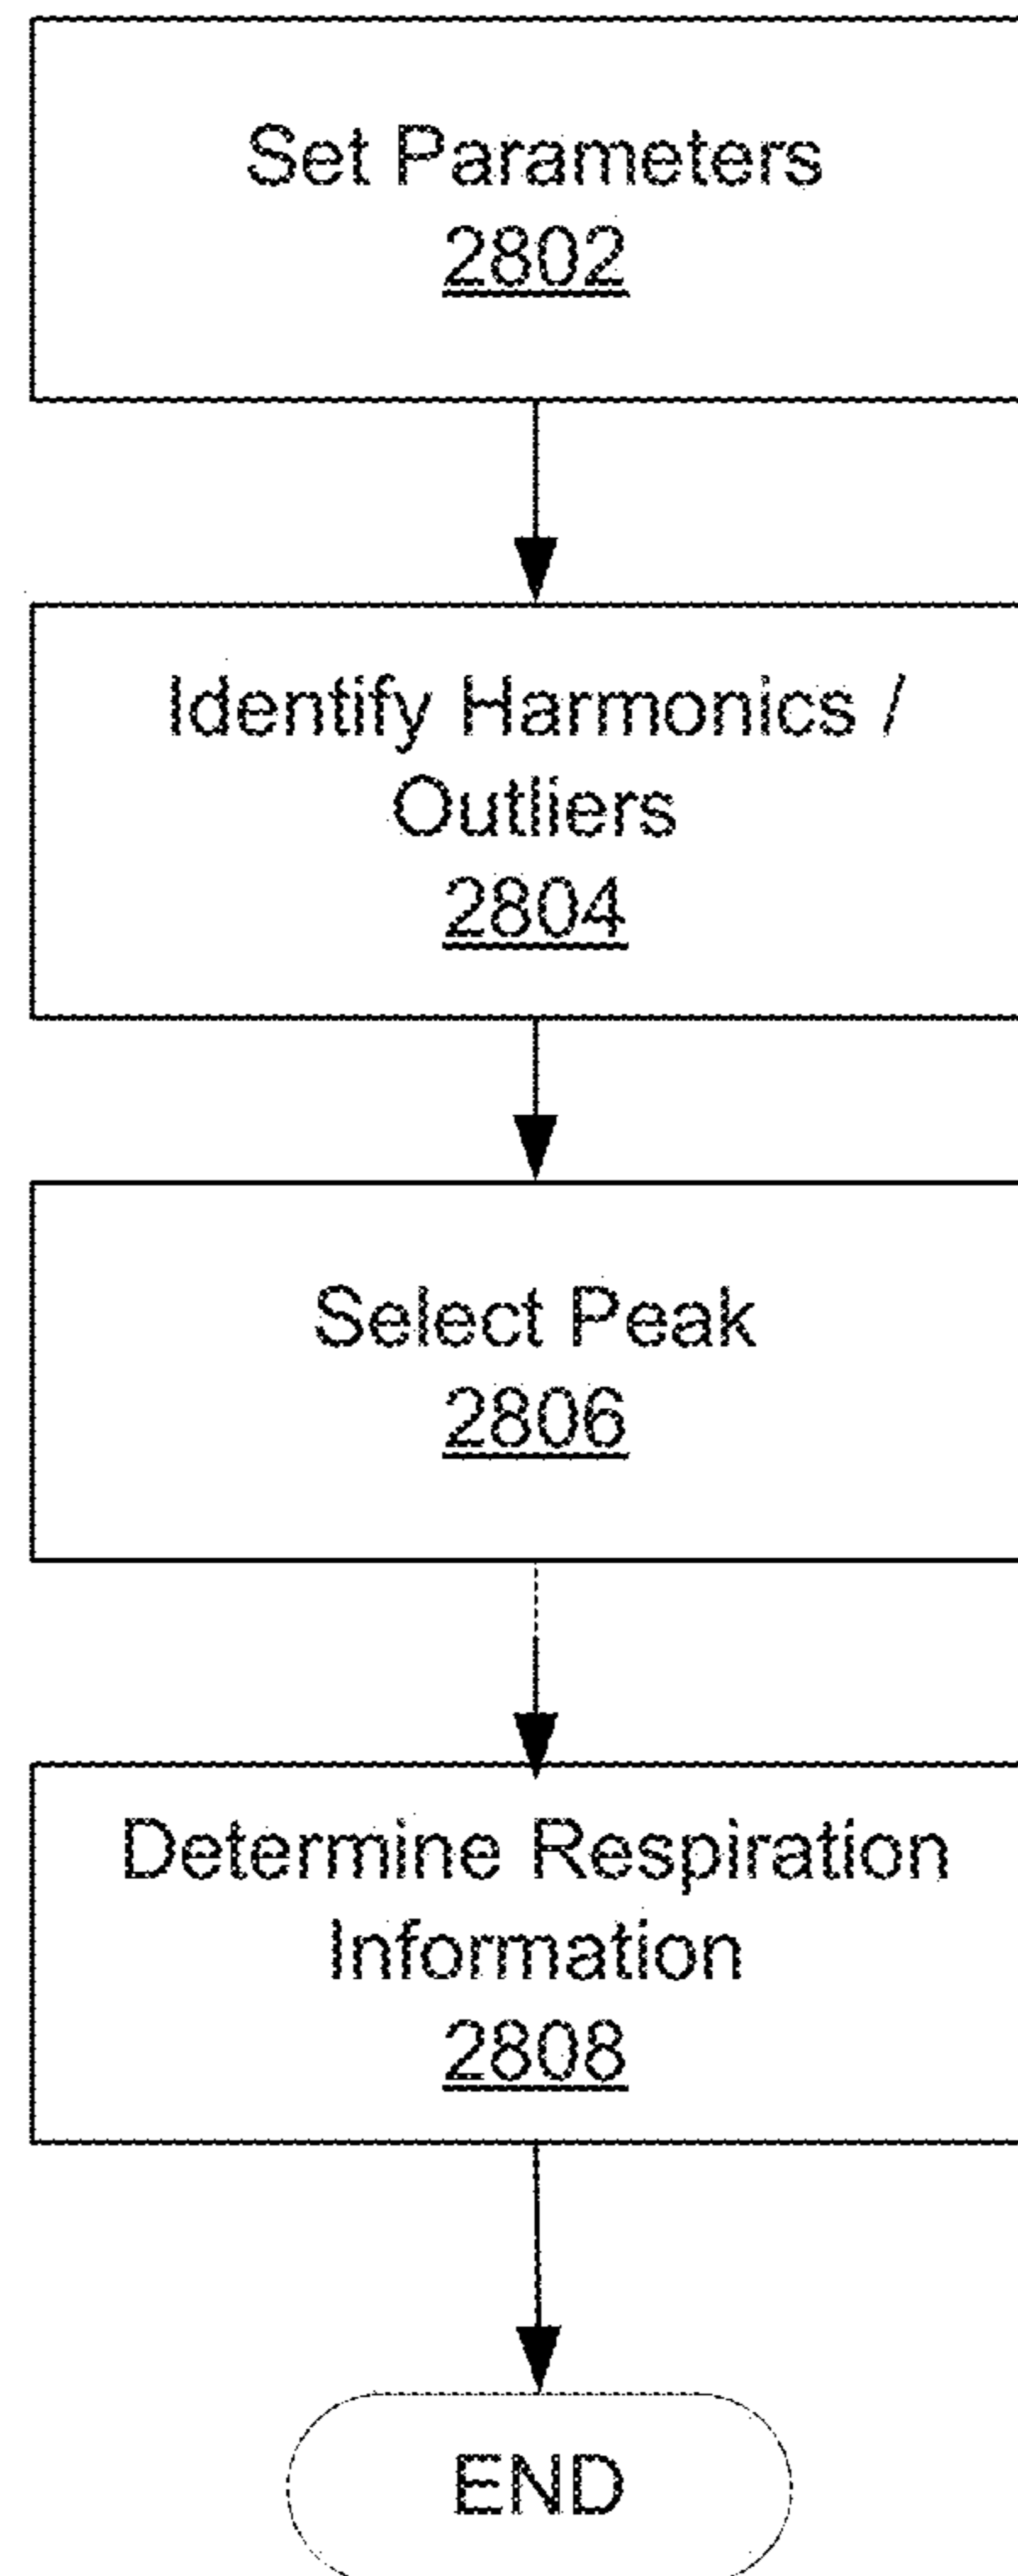 Set Parameters
2802
Identify Harmonics /
Outliers
2804
Select Peak
2806
Determine Respiration
Information
2808
END